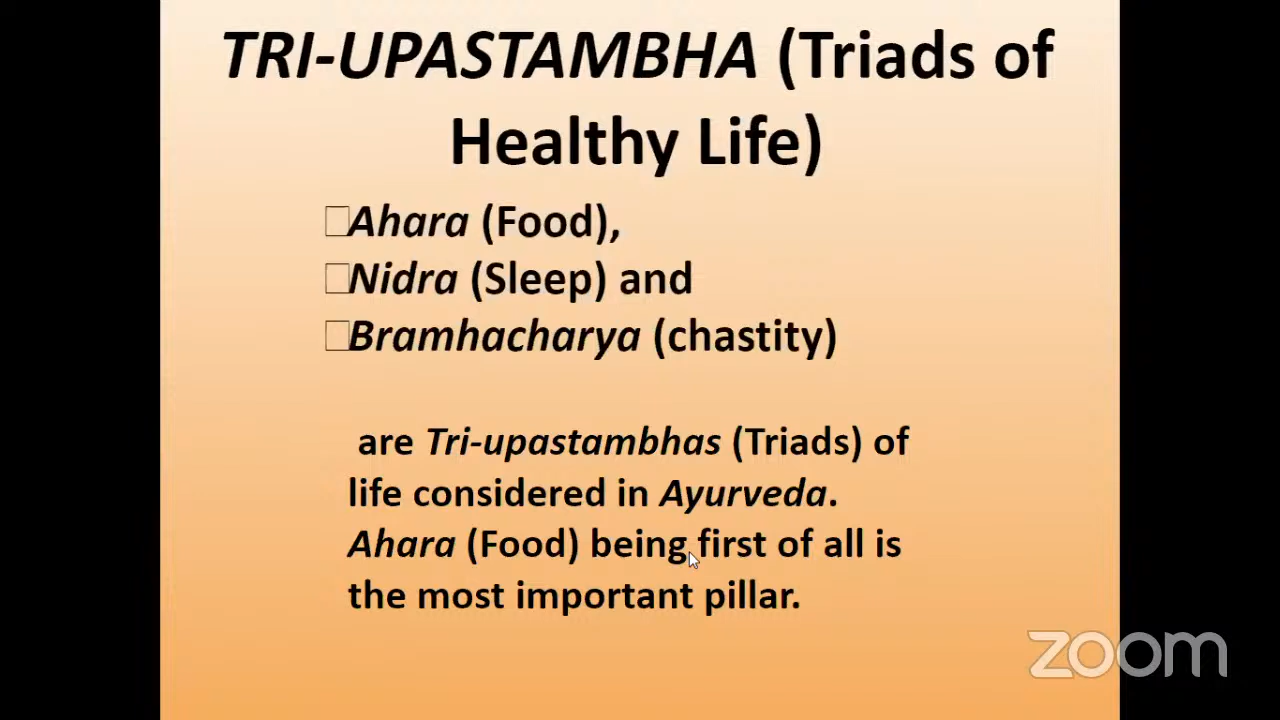 TRI-UPASTAMBHA (Triads of
Healthy Life)
□Ahara (Food),
□Nidra (Sleep) and
□Bramhacharya (chastity)
are Tri-upastambhas (Triads) of
life considered in Ayurveda.
Ahara (Food) being first of all is
the most important pillar.
zoom